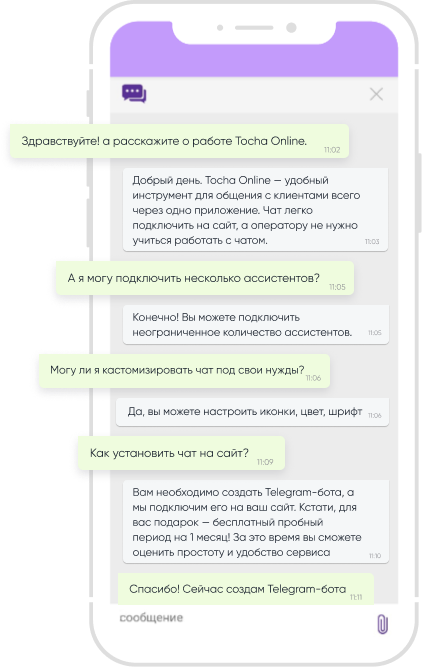 Здравствуйте! а расскажите о работе Tocha Online.
11:02
Добрый день. Tocha Online — удобный
инструмент для общения с клиентами всего
через одно приложение. Чат легко
подключить на сайт, а оператору не нужно
учиться работать с чатом.
11:03
А я могу подключить несколько ассистентов?
11:05
Конечно! Вы можете подключить
неограниченное количество ассистентов.
11:05
Могу ли я кастомизировать чат под свои нужды?
11:06
Да, вы можете настроить иконки, цвет, шрифт
11:06
Как установить чат на сайт?
11:09
Вам необходимо создать Telegram-бота, а
мы подключим его на ваш сайт. Кстати, для
вас подарок — бесплатный пробный
период на 1 месяц! За это время вы сможете
оценить простоту и удобство сервиса
11:10
Спасибо! Сейчас создам Telegram-бота
11:11
сообщение